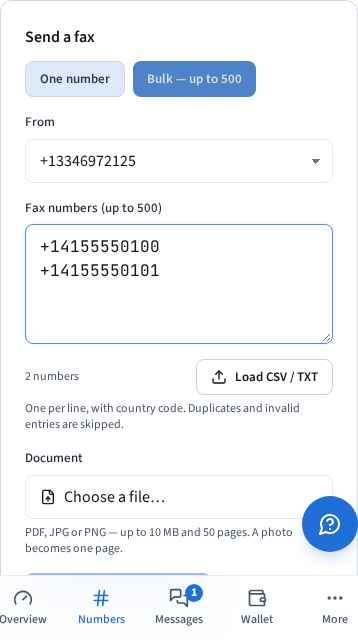 Send a fax
One number
Bulk — up to 500
From
+13346972125
Fax numbers (up to 500)
+14155550100
+14155550101
2 numbers
Load CSV / TXT
One per line, with country code. Duplicates and invalid
entries are skipped.
Document
Choose a file…
PDF, JPG or PNG — up to 10 MB and 50 pages. A photo
becomes one page.
1
Overview
Numbers
Messages
Wallet
More